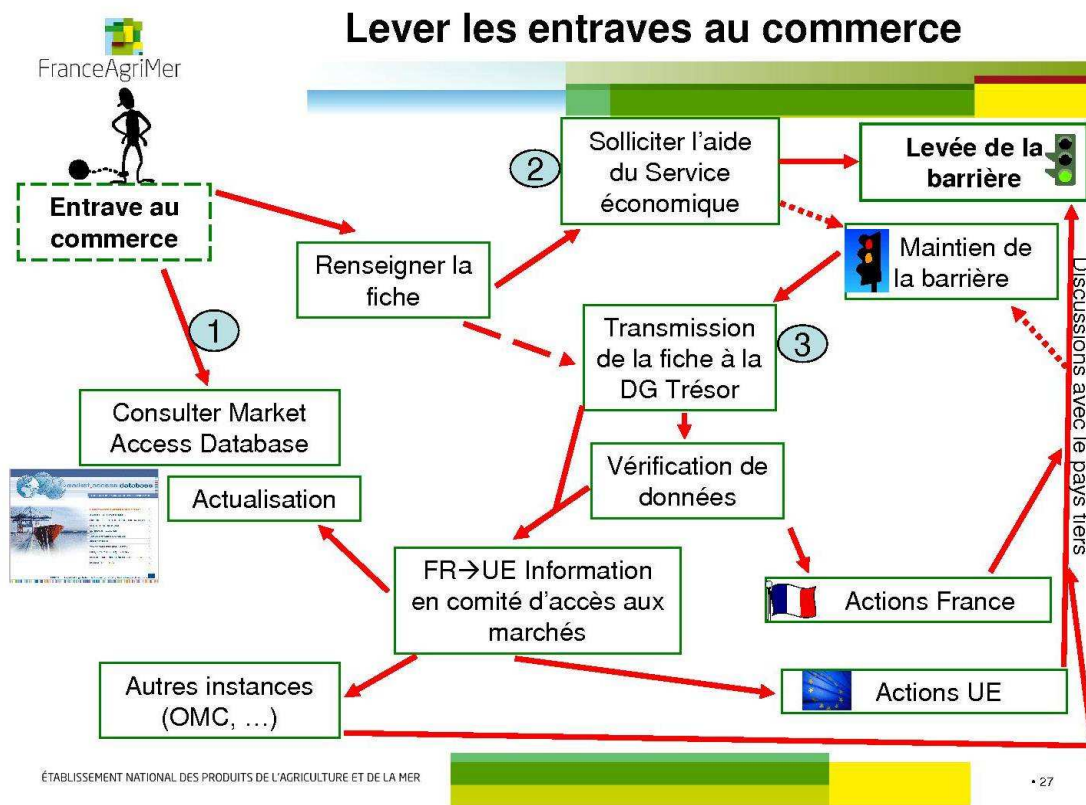 Lever les entraves au commerce
FranceAgriMer
Entrave au
commerce
1
Consulter Market
Access Database
Renseigner la
fiche
2
Solliciter l'aide
du Service
économique
Levée de la
barrière
Maintien de
la barrière
Transmission
de la fiche à la
DG Trésor
3
Vérification de
données
Actualisation
market access database
FR→UE Information
en comité d'accès aux
marchés
Actions France
Actions UE
Autres instances
(OMC, …)
Discussions avec le pays tiers
ÉTABLISSEMENT NATIONAL DES PRODUITS DE L'AGRICULTURE ET DE LA MER
• 27